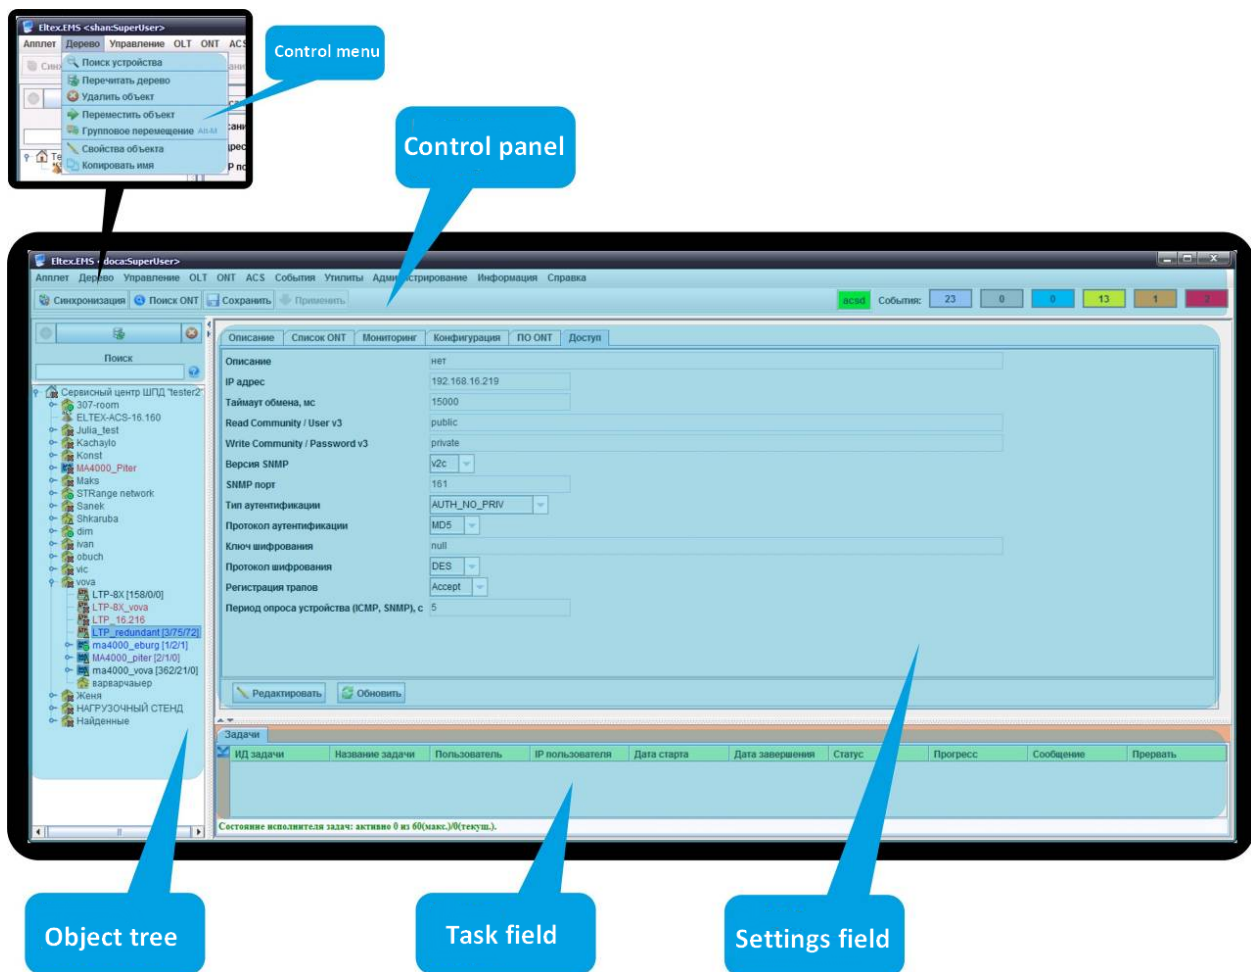 Eltex.EMS <shan:SuperUser>
Апплет Дерево Управление OLT ONT ACS
Поиск устройства
Перечитать дерево
Удалить объект
Переместить объект
Групповое перемещение Alt-M
Свойства объекта
Копировать имя
Control menu
Control panel
Eltex.EMS <doca:SuperUser>
Апплет Дерево Управление OLT ONT ACS События Утилиты Администрирование Информация Справка
Синхронизация Поиск ONT Сохранить Применить acsd События: 23 0 0 13 1 2
Поиск
Сервисный центр ШПД "tester2"
307-room
ELTEX-ACS-16.160
Julia_test
Kachaylo
Konst
MA4000_Piter
Maks
STRange network
Sanek
Shkaruba
dim
ivan
obuch
vic
vova
LTP-8X [158/0/0]
LTP-8X_vova
LTP_16.216
LTP_redundant [3/75/72]
ma4000_eburg [1/2/1]
MA4000_piter [2/1/0]
ma4000_vova [362/21/0]
варварчаыер
Женя
НАГРУЗОЧНЫЙ СТЕНД
Найденные
Описание Список ONT Мониторинг Конфигурация ПО ONT Доступ
Описание нет
IP адрес 192.168.16.219
Таймаут обмена, мс 15000
Read Community / User v3 public
Write Community / Password v3 private
Версия SNMP v2c
SNMP порт 161
Тип аутентификации AUTH_NO_PRIV
Протокол аутентификации MD5
Ключ шифрования null
Протокол шифрования DES
Регистрация трапов Accept
Период опроса устройства (ICMP, SNMP), с 5
Редактировать Обновить
Задачи
ИД задачи Название задачи Пользователь IP пользователя Дата старта Дата завершения Статус Прогресс Сообщение Прервать
Состояние исполнителя задач: активно 0 из 60(макс.)/0(текущ.).
Object tree
Task field
Settings field